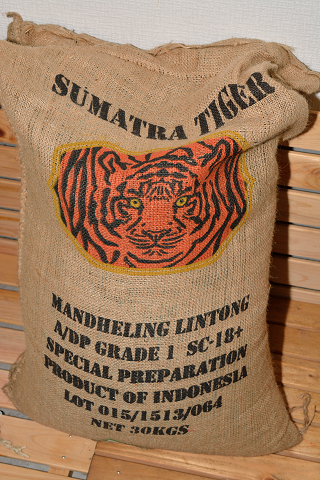 SUMATRA TIGER
MANDHELING LINTONG
A/DP GRADE 1 SC-18+
SPECIAL PREPARATION
PRODUCT OF INDONESIA
LOT 015/1513/064
NET 30KGS